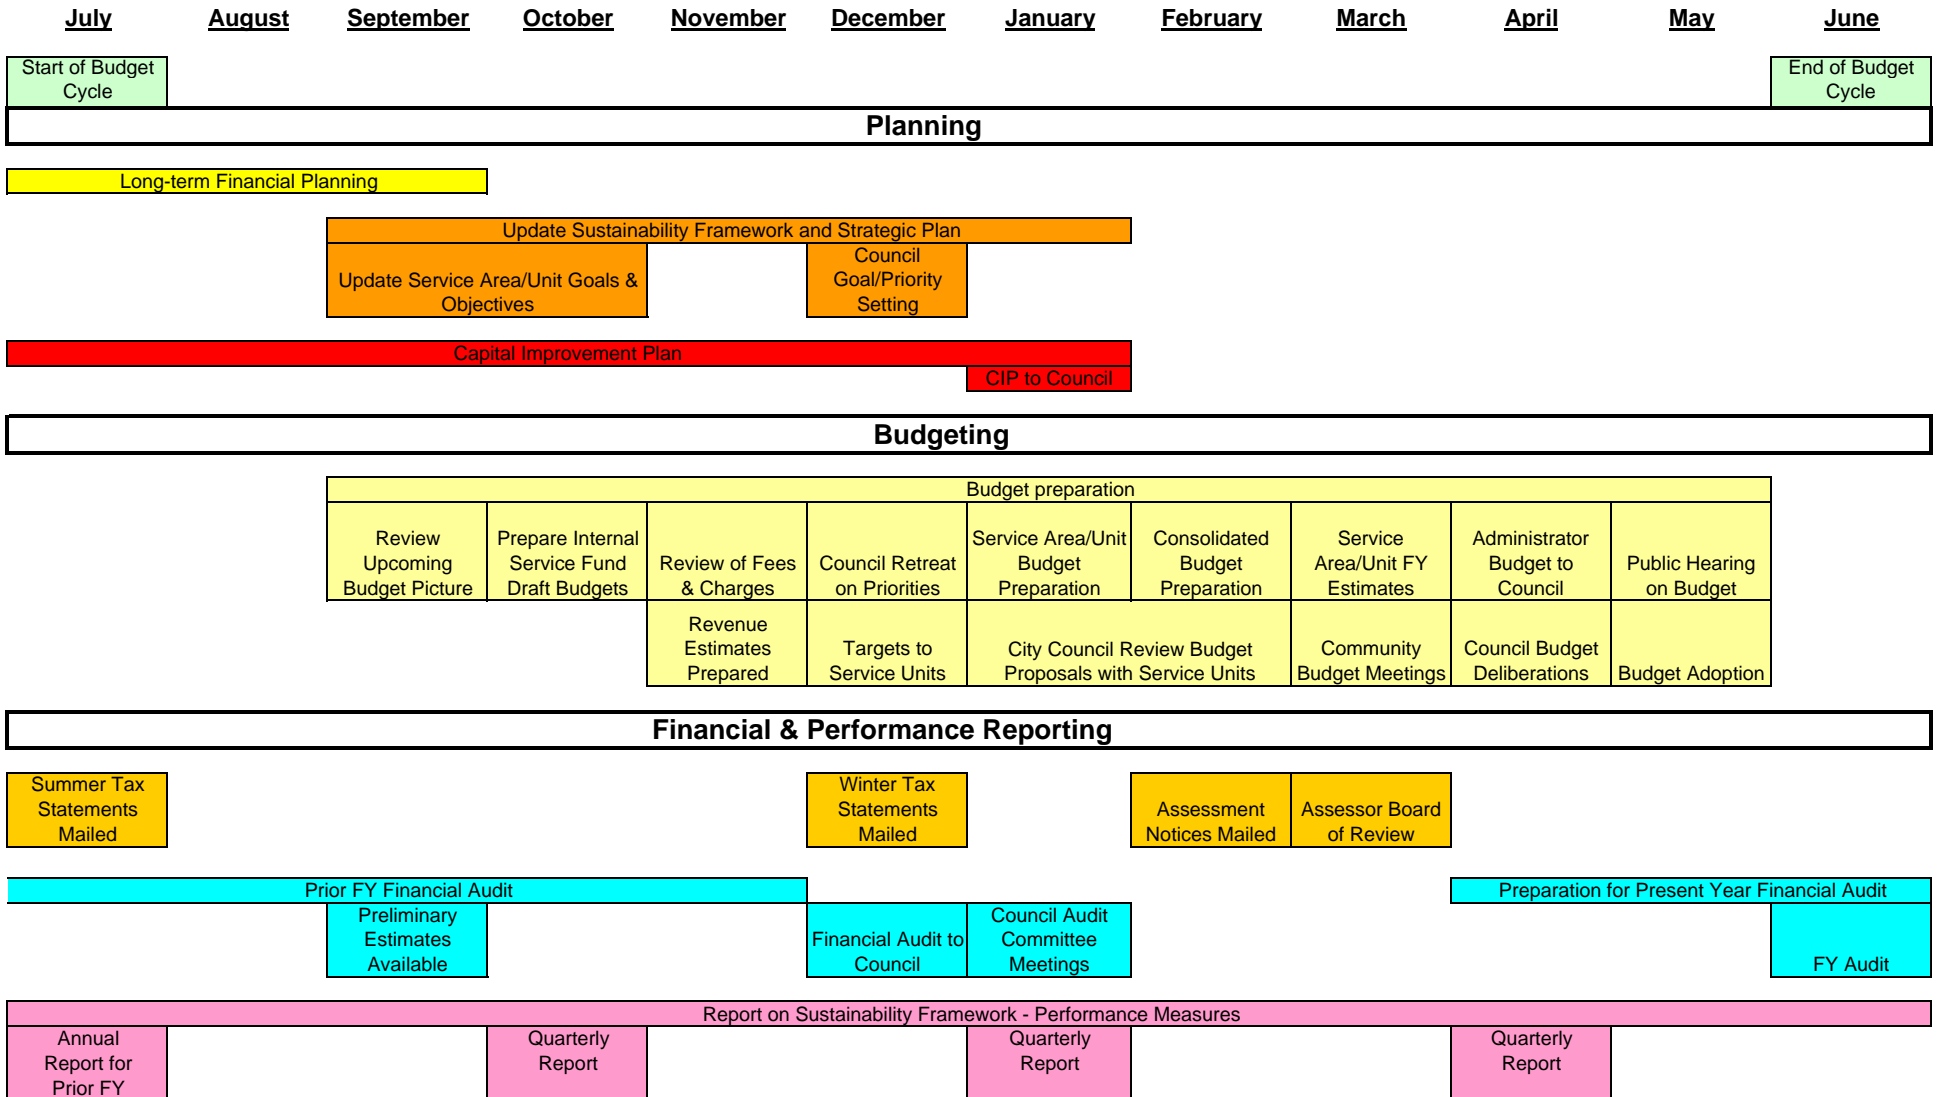 July August September October November December January February March April May June
Start of Budget
Cycle
End of Budget
Cycle
Planning
Long-term Financial Planning
Update Sustainability Framework and Strategic Plan
Update Service Area/Unit Goals &
Objectives
Council
Goal/Priority
Setting
Capital Improvement Plan
CIP to Council
Budgeting
Budget preparation
Review
Upcoming
Budget Picture
Prepare Internal
Service Fund
Draft Budgets
Review of Fees
& Charges
Council Retreat
on Priorities
Service Area/Unit
Budget
Preparation
Consolidated
Budget
Preparation
Service
Area/Unit FY
Estimates
Administrator
Budget to
Council
Public Hearing
on Budget
Revenue
Estimates
Prepared
Targets to
Service Units
City Council Review Budget
Proposals with Service Units
Community
Budget Meetings
Council Budget
Deliberations
Budget Adoption
Financial & Performance Reporting
Summer Tax
Statements
Mailed
Winter Tax
Statements
Mailed
Assessment
Notices Mailed
Assessor Board
of Review
Prior FY Financial Audit
Preparation for Present Year Financial Audit
Preliminary
Estimates
Available
Financial Audit to
Council
Council Audit
Committee
Meetings
FY Audit
Report on Sustainability Framework - Performance Measures
Annual
Report for
Prior FY
Quarterly
Report
Quarterly
Report
Quarterly
Report